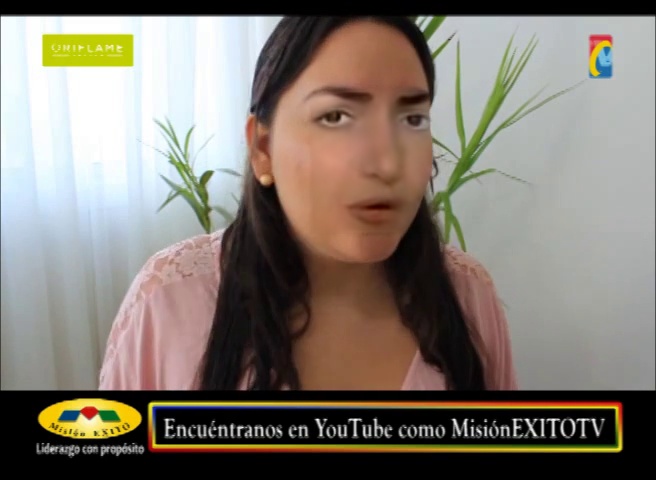 ORIFLAME
Misión EXITO
Liderazgo con propósito
Encuéntranos en YouTube como MisiónEXITOTV